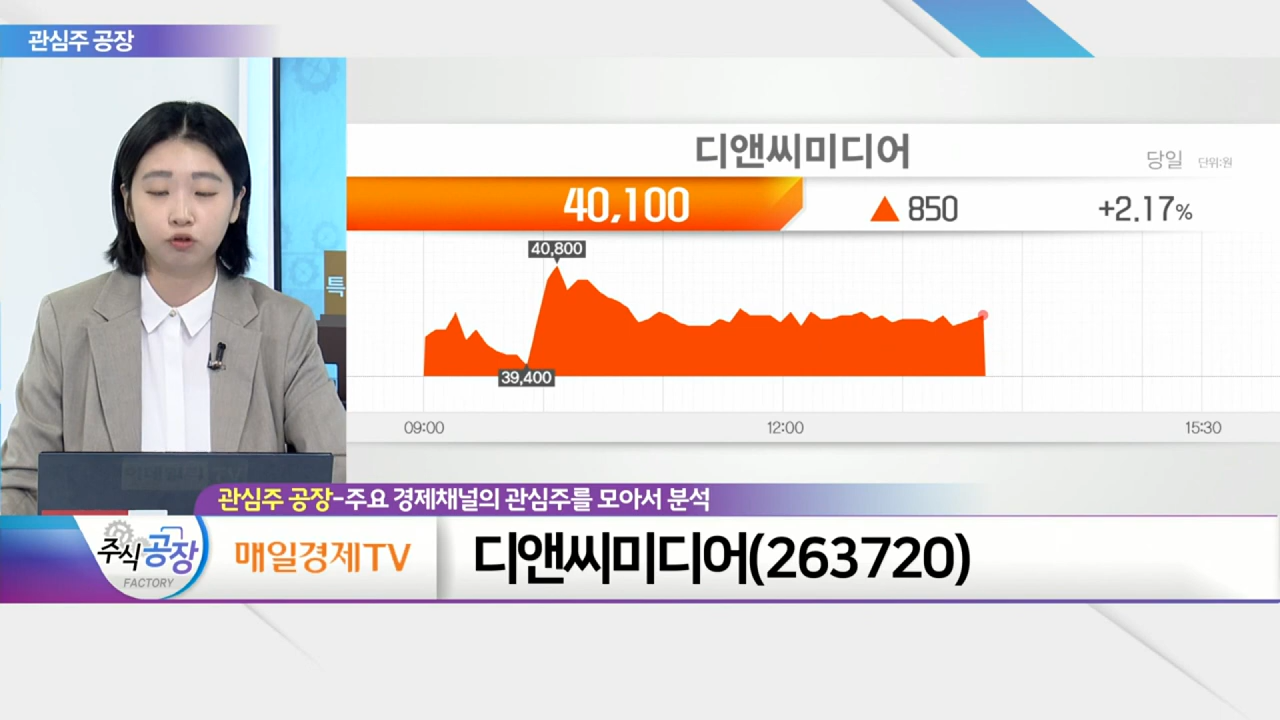 관심주 공장
디앤씨미디어
당일 단위:원
40,100 ▲ 850 +2.17%
40,800
39,400
09:00 12:00 15:30
특
관심주 공장-주요 경제채널의 관심주를 모아서 분석
주식공장
FACTORY
매일경제TV
디앤씨미디어(263720)